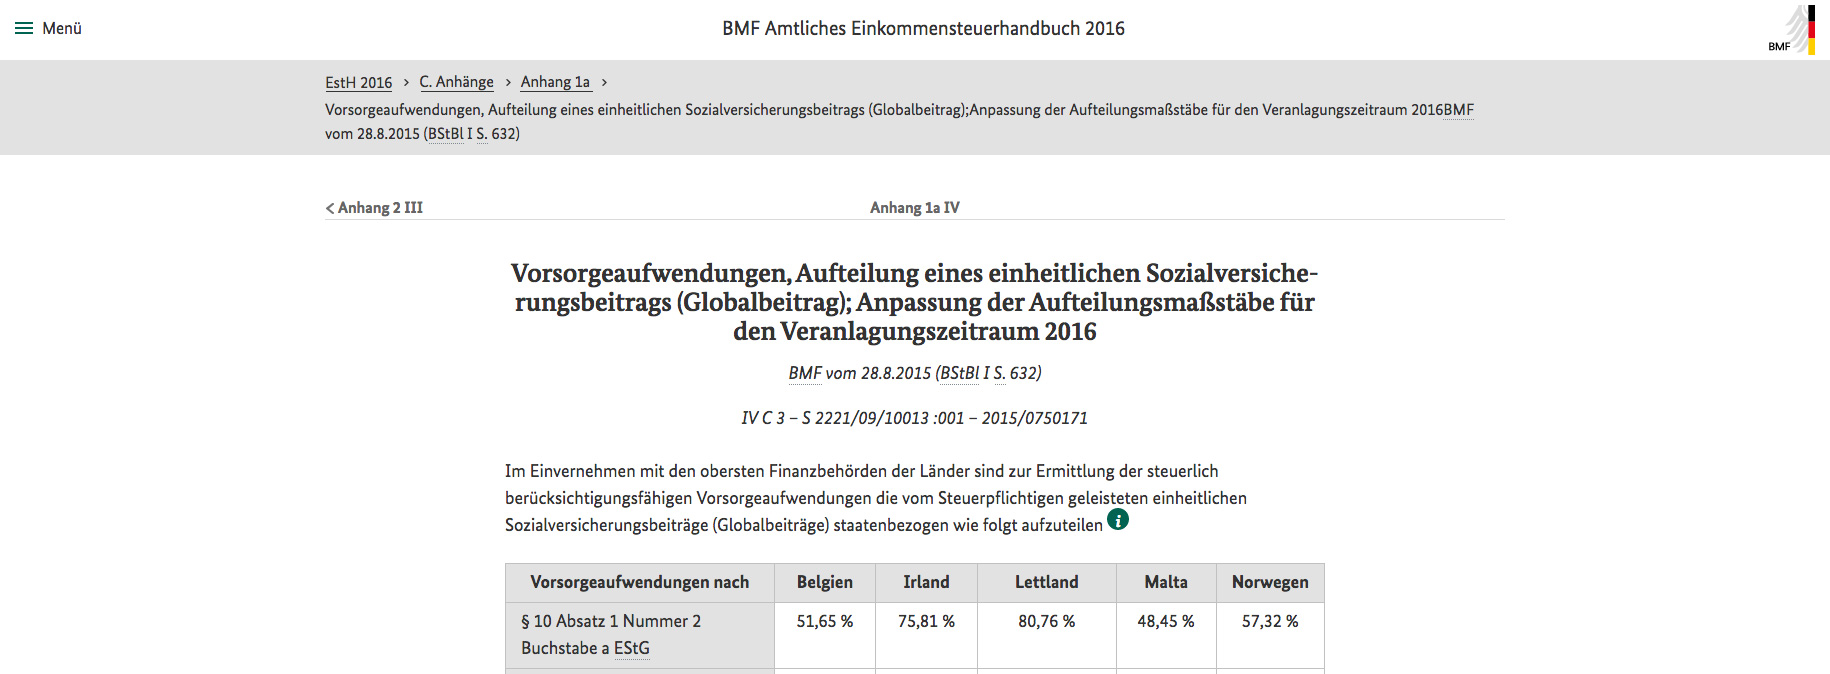 Menü
BMF Amtliches Einkommensteuerhandbuch 2016
BMF
EstH 2016 > C. Anhänge > Anhang 1a >
Vorsorgeaufwendungen, Aufteilung eines einheitlichen Sozialversicherungsbeitrags (Globalbeitrag);Anpassung der Aufteilungsmaßstäbe für den Veranlagungszeitraum 2016BMF
vom 28.8.2015 (BStBl I S. 632)
< Anhang 2 III Anhang 1a IV
Vorsorgeaufwendungen, Aufteilung eines einheitlichen Sozialversiche-
rungsbeitrags (Globalbeitrag); Anpassung der Aufteilungsmaßstäbe für
den Veranlagungszeitraum 2016
BMF vom 28.8.2015 (BStBl I S. 632)
IV C 3 – S 2221/09/10013 :001 – 2015/0750171
Im Einvernehmen mit den obersten Finanzbehörden der Länder sind zur Ermittlung der steuerlich
berücksichtigungsfähigen Vorsorgeaufwendungen die vom Steuerpflichtigen geleisteten einheitlichen
Sozialversicherungsbeiträge (Globalbeiträge) staatenbezogen wie folgt aufzuteilen i
Vorsorgeaufwendungen nach Belgien Irland Lettland Malta Norwegen
§ 10 Absatz 1 Nummer 2 51,65 % 75,81 % 80,76 % 48,45 % 57,32 %
Buchstabe a EStG